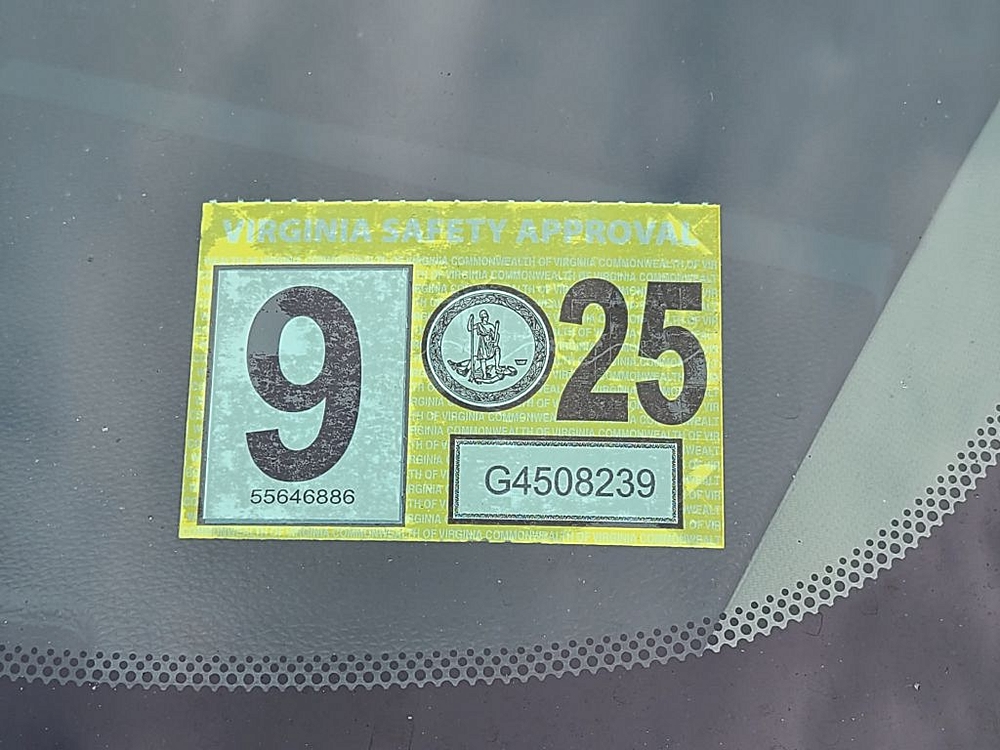 VIRGINIA SAFETY APPROVAL
9
25
55646886
G4508239